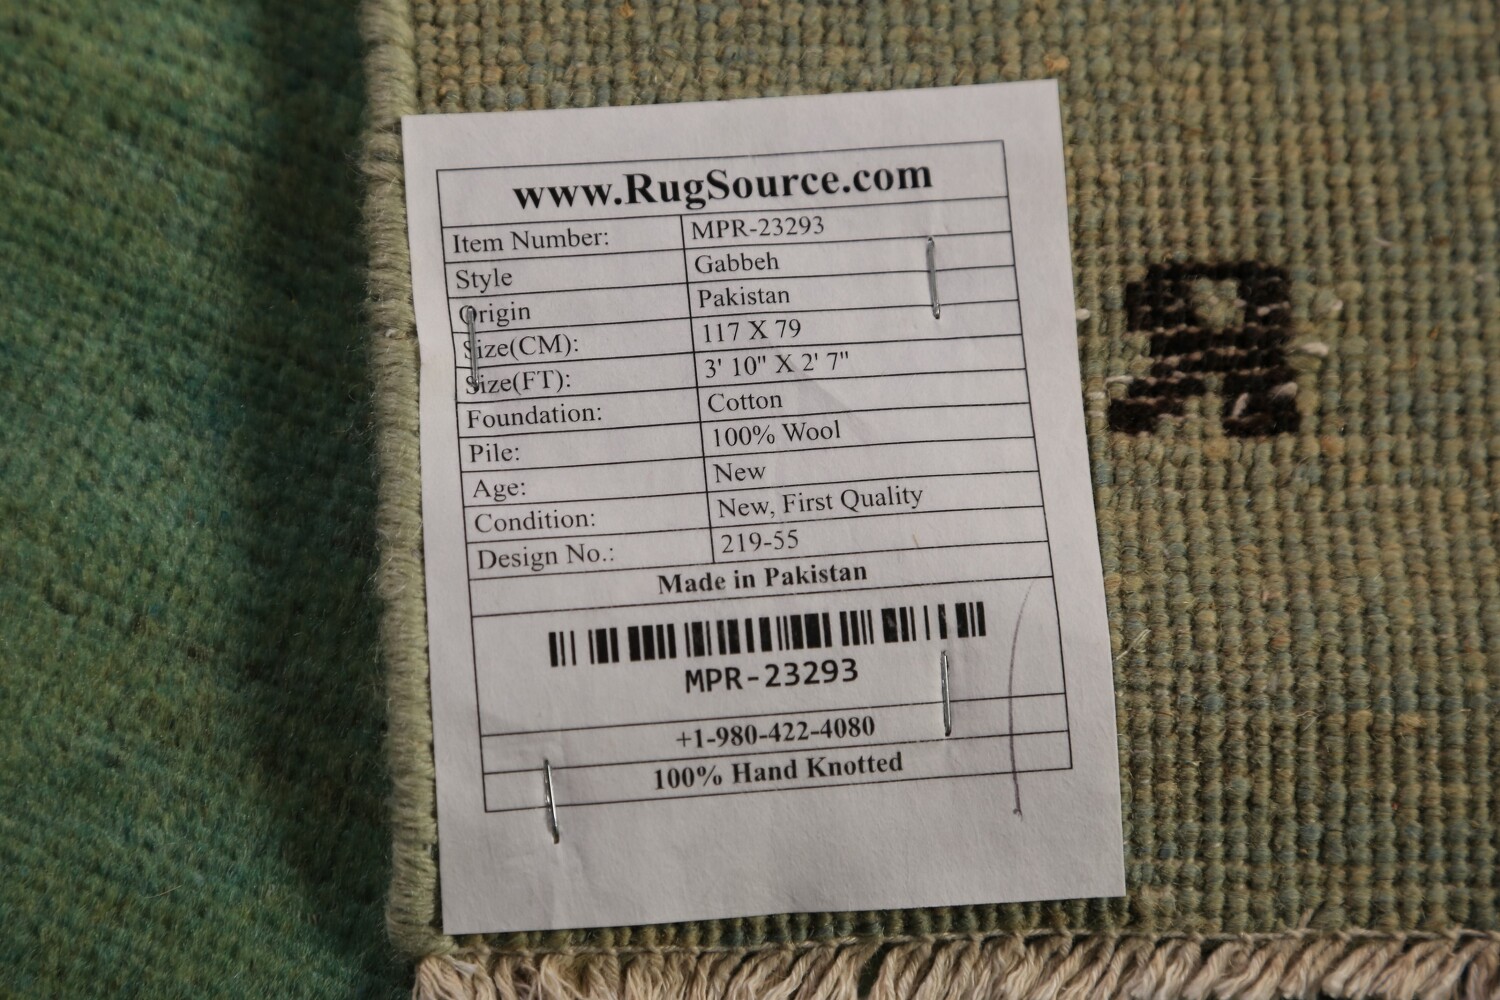 www.RugSource.com
Item Number: MPR-23293
Style Gabbeh
Origin Pakistan
Size(CM): 117 X 79
Size(FT): 3' 10" X 2' 7"
Foundation: Cotton
Pile: 100% Wool
Age: New
Condition: New, First Quality
Design No.: 219-55
Made in Pakistan
MPR-23293
+1-980-422-4080
100% Hand Knotted